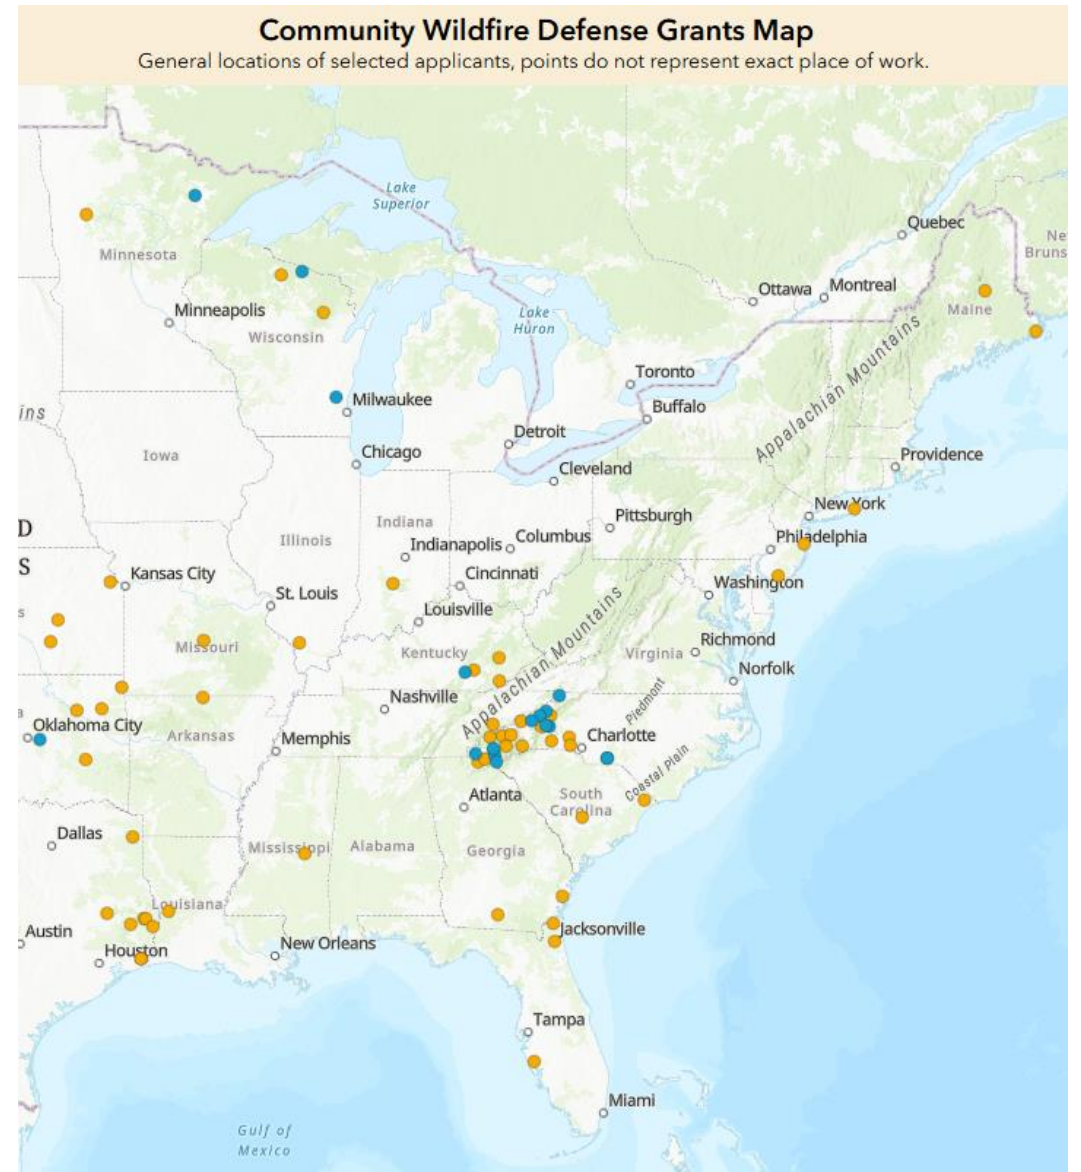 Community Wildfire Defense Grants Map
General locations of selected applicants, points do not represent exact place of work.
Lake
Superior
Quebec
Ne
Bruns
Minnesota
Ottawa
Montreal
Maine
Minneapolis
Lake
Huron
Wisconsin
Toronto
Appalachian Mountains
ins
Milwaukee
Buffalo
Detroit
Iowa
Chicago
Providence
Cleveland
New York
Pittsburgh
D
Indiana
Illinois
Indianapolis
Columbus
Philadelphia
S
Kansas City
Cincinnati
Washington
St. Louis
s
Louisville
Missouri
Kentucky
Appalachian Mountains
Virginia
Richmond
Norfolk
Nashville
Piedmont
a
Oklahoma City
Arkansas
Memphis
Charlotte
Coastal Plain
Atlanta
South
Carolina
Dallas
Mississippi
Alabama
Georgia
Louisiana
Austin
Houston
New Orleans
Jacksonville
Tampa
Miami
Gulf of
Mexico